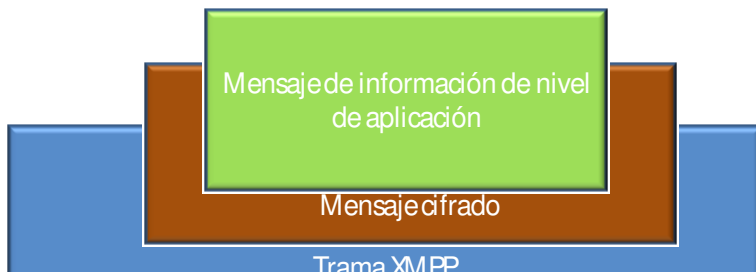 Mensaje de información de nivel
de aplicación
Mensaje cifrado
Trama XMPP